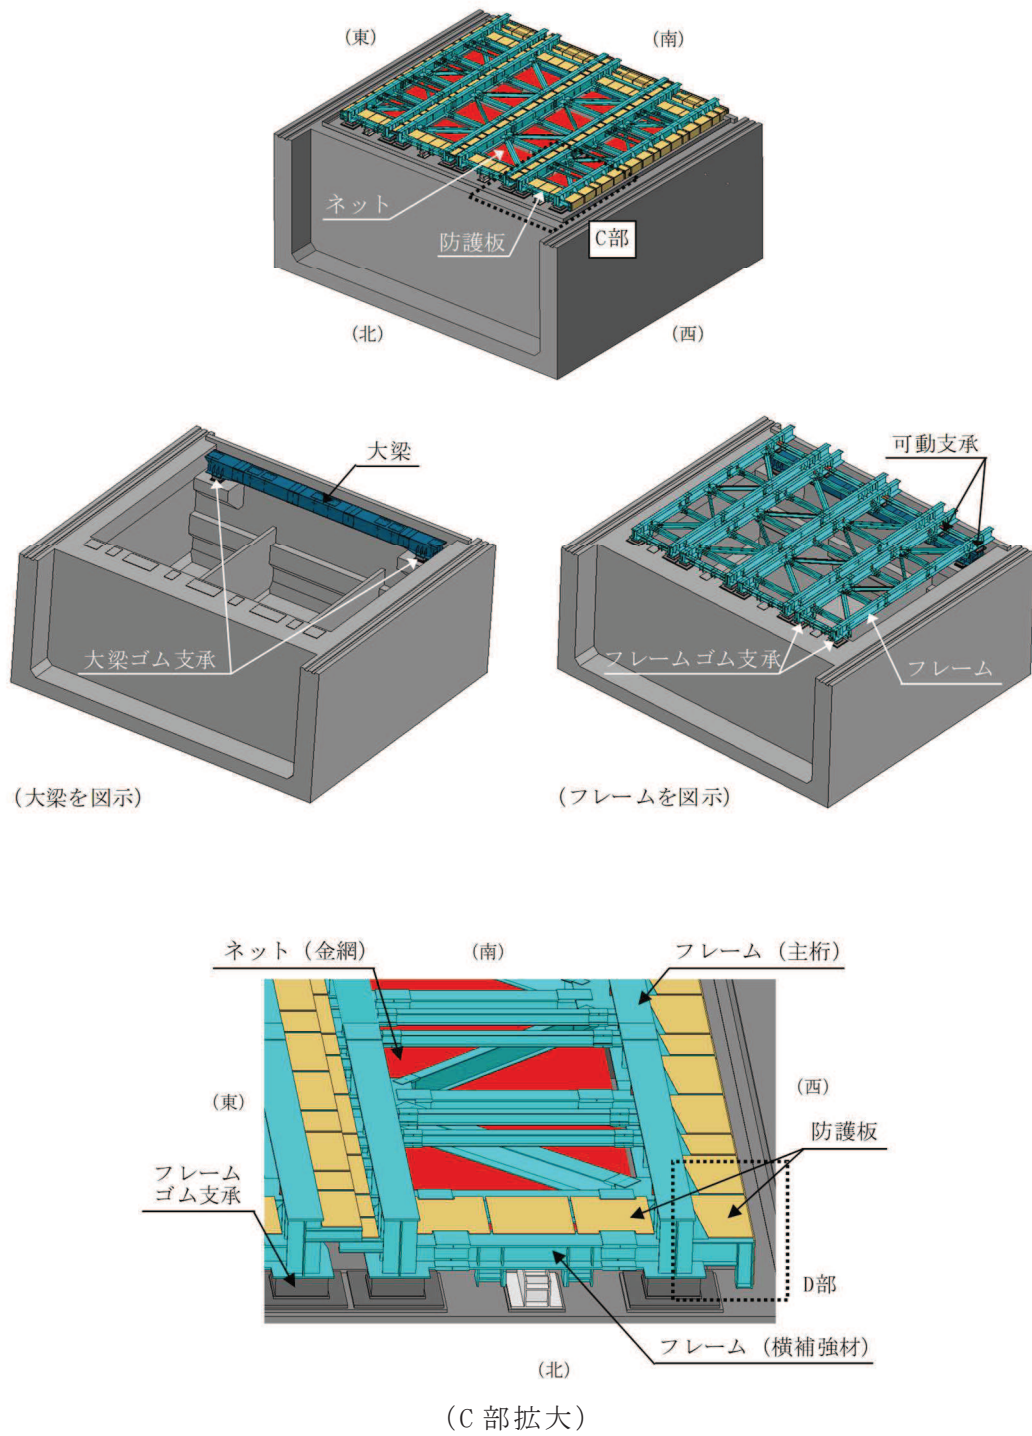 (東)
(南)
ネット
防護板
C部
(北)
(西)
大梁
可動支承
大梁ゴム支承
フレームゴム支承
フレーム
(大梁を図示)
(フレームを図示)
ネット(金網)
(南)
フレーム(主桁)
(東)
(西)
防護板
フレーム
ゴム支承
D部
フレーム(横補強材)
(北)
(C部拡大)